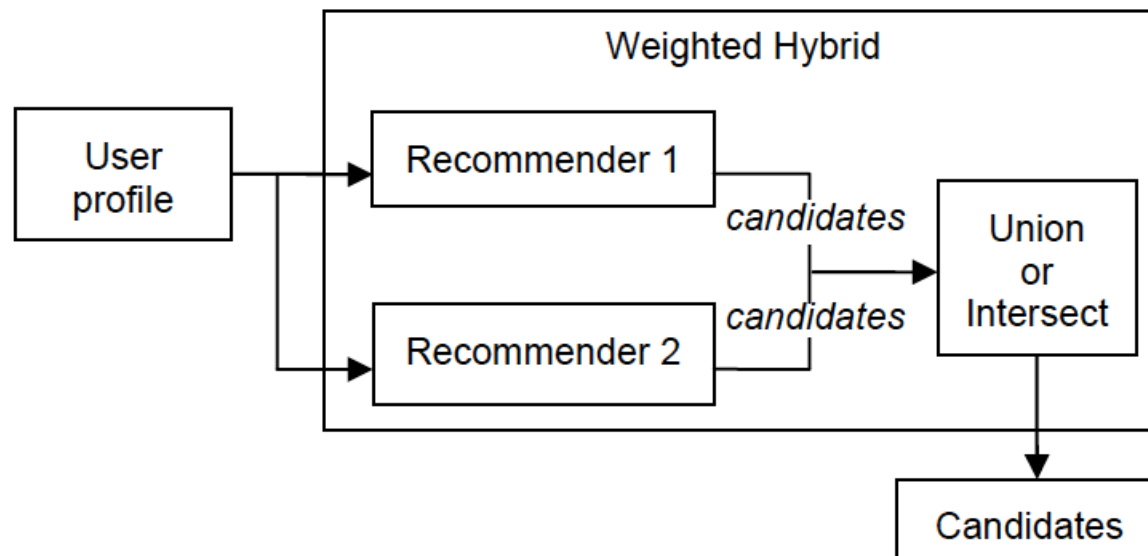 Weighted Hybrid
User
profile
Recommender 1
candidates
Union
or
Intersect
candidates
Recommender 2
Candidates